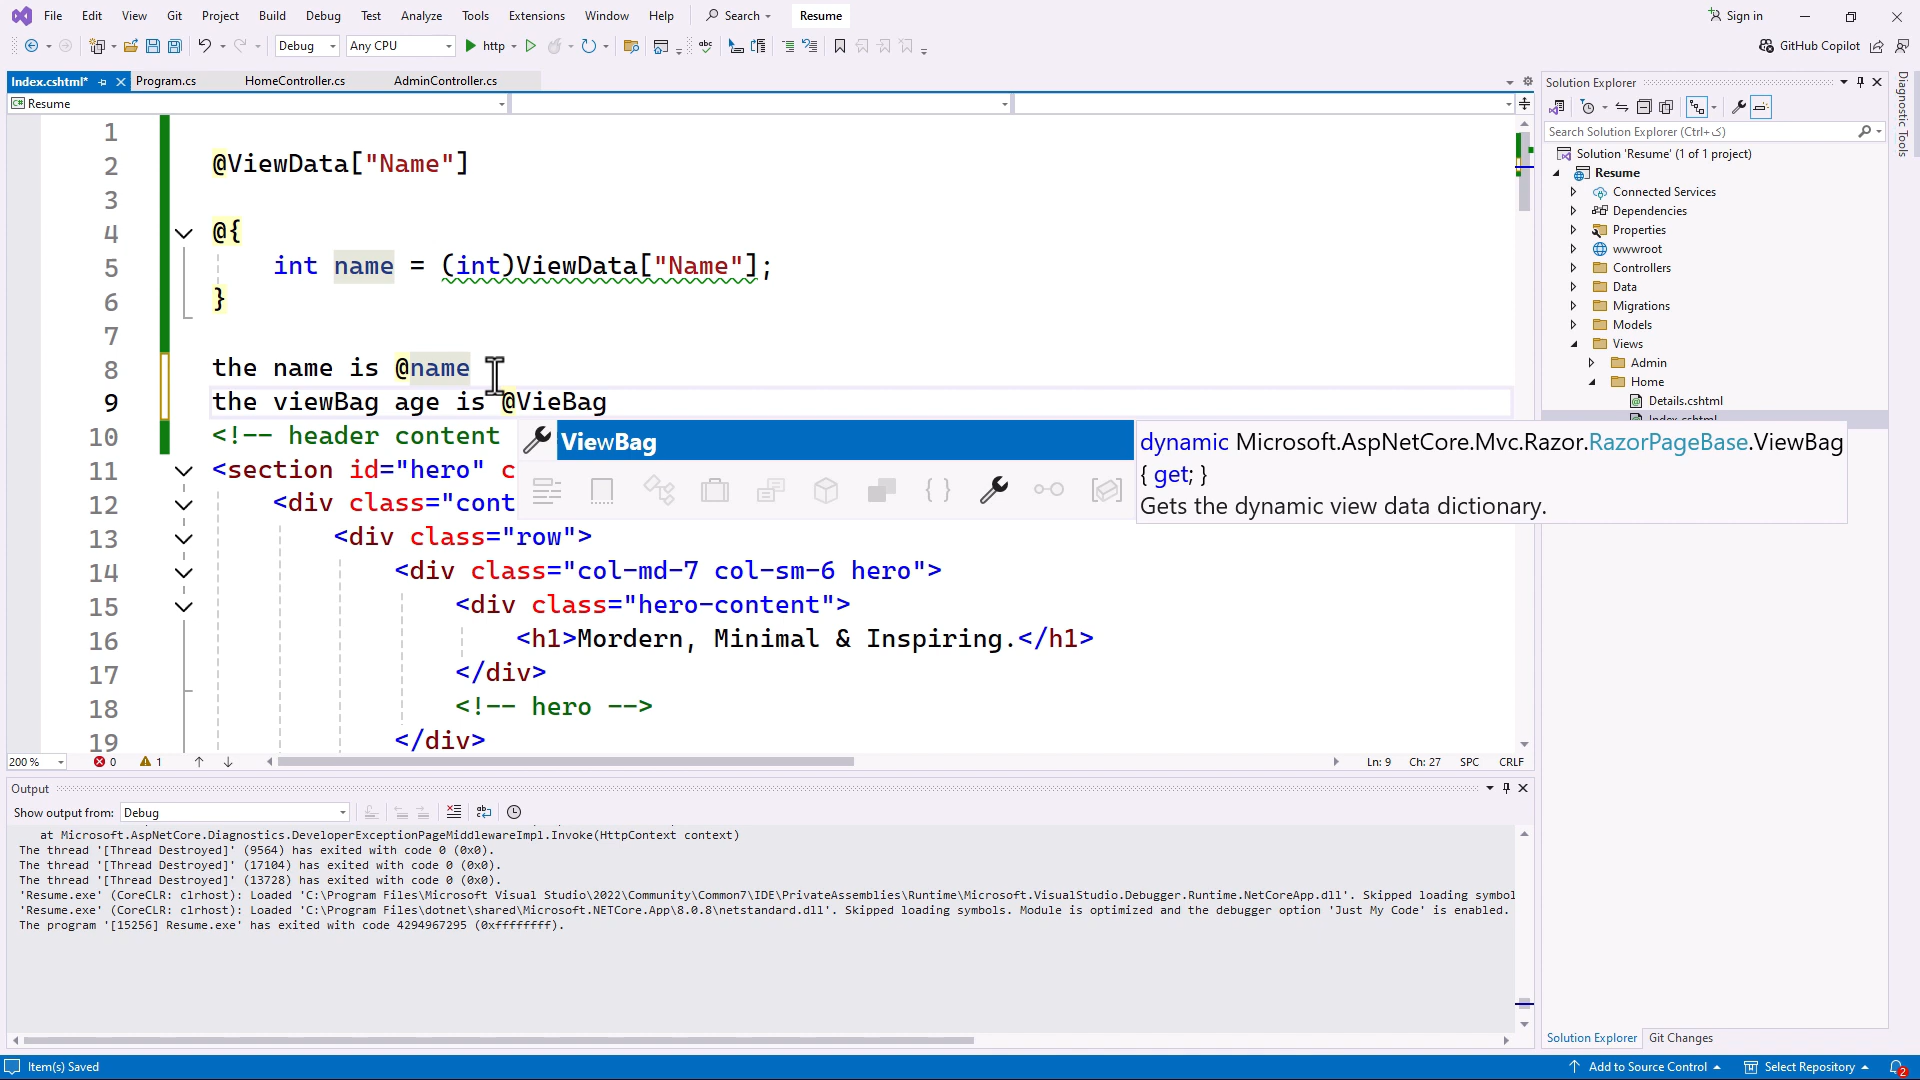 File Edit View Git Project Build Debug Test Analyze Tools Extensions Window Help Search Resume Sign in
Debug Any CPU http GitHub Copilot
Index.cshtml* Program.cs HomeController.cs AdminController.cs
Resume
1
2 @ViewData["Name"]
3
4 @{
5 int name = (int)ViewData["Name"];
6 }
7
8 the name is @name
9 the viewBag age is @VieBag
10 <!-- header content
11 <section id="hero" c
12 <div class="cont
13 <div class="row">
14 <div class="col-md-7 col-sm-6 hero">
15 <div class="hero-content">
16 <h1>Mordern, Minimal & Inspiring.</h1>
17 </div>
18 <!-- hero -->
19 </div>
ViewBag
dynamic Microsoft.AspNetCore.Mvc.Razor.RazorPageBase.ViewBag
{ get; }
Gets the dynamic view data dictionary.
200 % 0 1 Ln: 9 Ch: 27 SPC CRLF
Output
Show output from: Debug
at Microsoft.AspNetCore.Diagnostics.DeveloperExceptionPageMiddlewareImpl.Invoke(HttpContext context)
The thread '[Thread Destroyed]' (9564) has exited with code 0 (0x0).
The thread '[Thread Destroyed]' (17104) has exited with code 0 (0x0).
The thread '[Thread Destroyed]' (13728) has exited with code 0 (0x0).
'Resume.exe' (CoreCLR: clrhost): Loaded 'C:\Program Files\Microsoft Visual Studio\2022\Community\Common7\IDE\PrivateAssemblies\Runtime\Microsoft.VisualStudio.Debugger.Runtime.NetCoreApp.dll'. Skipped loading symbol
'Resume.exe' (CoreCLR: clrhost): Loaded 'C:\Program Files\dotnet\shared\Microsoft.NETCore.App\8.0.8\netstandard.dll'. Skipped loading symbols. Module is optimized and the debugger option 'Just My Code' is enabled.
The program '[15256] Resume.exe' has exited with code 4294967295 (0xffffffff).
Solution Explorer
Search Solution Explorer (Ctrl+ک)
Solution 'Resume' (1 of 1 project)
Resume
Connected Services
Dependencies
Properties
wwwroot
Controllers
Data
Migrations
Models
Views
Admin
Home
Details.cshtml
Index.cshtml
Solution Explorer Git Changes
Diagnostic Tools
Item(s) Saved Add to Source Control Select Repository 2